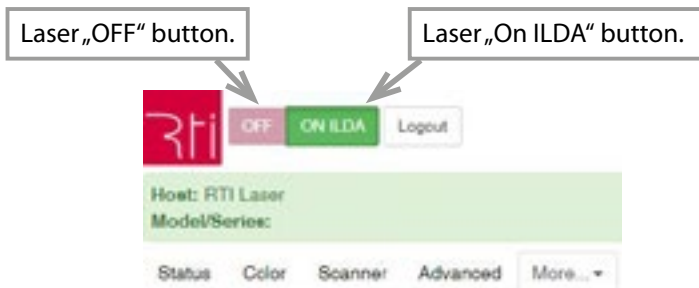 Laser „OFF“ button.
Laser „On ILDA“ button.
Rti
OFF
ON ILDA
Logout
Host: RTI Laser
Model/Series:
Status Color Scanner Advanced More...